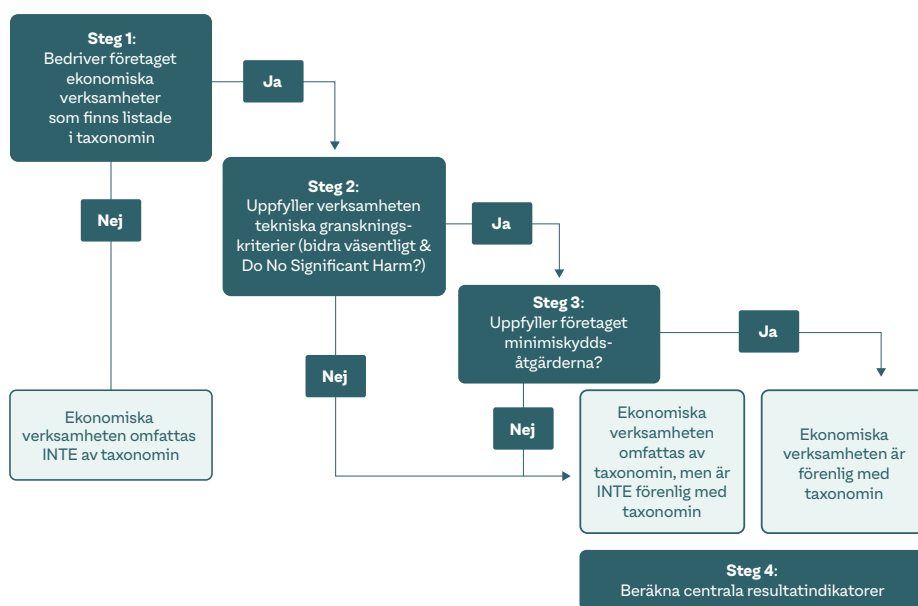 Steg 1:
Bedriver företaget
ekonomiska
verksamheter
som finns listade
i taxonomin
Ja
Nej
Steg 2:
Uppfyller verksamheten
tekniska gransknings-
kriterier (bidra väsentligt &
Do No Significant Harm?)
Ja
Nej
Steg 3:
Uppfyller företaget
minimiskydds-
åtgärderna?
Ja
Nej
Ekonomiska
verksamheten omfattas
INTE av taxonomin
Ekonomiska
verksamheten
omfattas av
taxonomin, men är
INTE förenlig med
taxonomin
Ekonomiska
verksamheten är
förenlig med
taxonomin
Steg 4:
Beräkna centrala resultatindikatorer